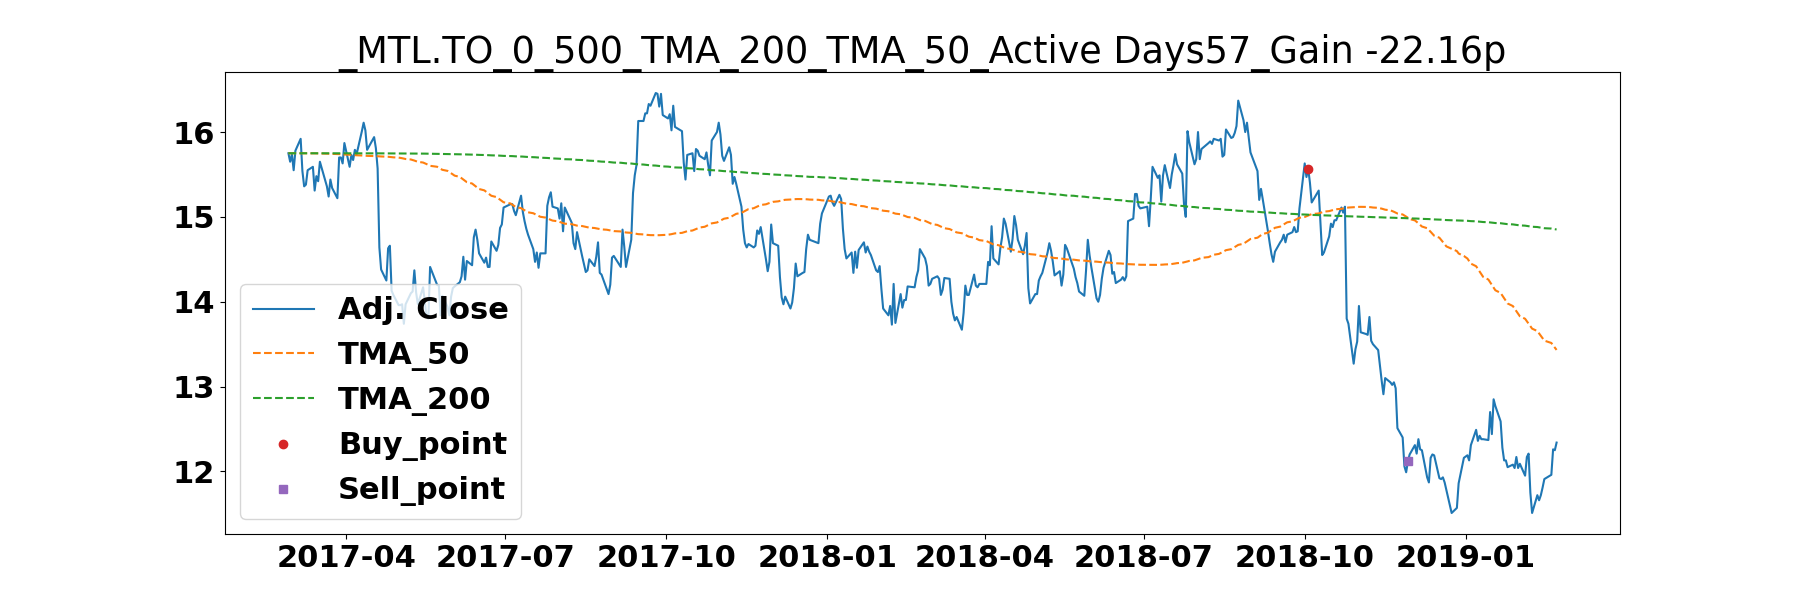 _MTL.TO_0_500_TMA_200_TMA_50_Active Days57_Gain -22.16p
16
15
14
13
12
Adj. Close
TMA_50
TMA_200
Buy_point
Sell_point
2017-04 2017-07 2017-10 2018-01 2018-04 2018-07 2018-10 2019-01